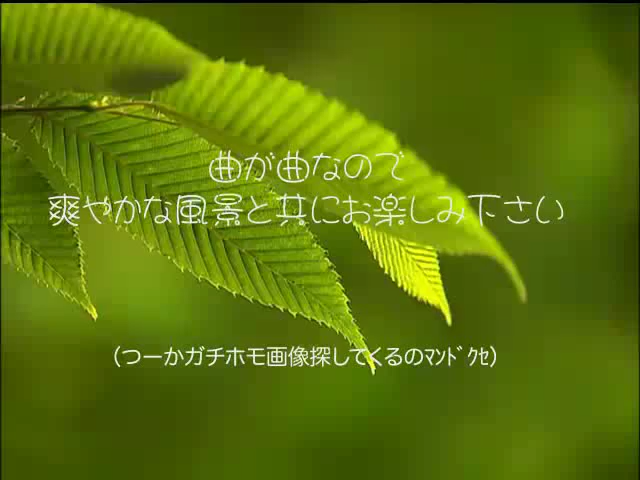 曲が曲なので
爽やかな風景と共にお楽しみ下さい
(つーかガチホモ画像探してくるのﾏﾝﾄﾞｸｾ)